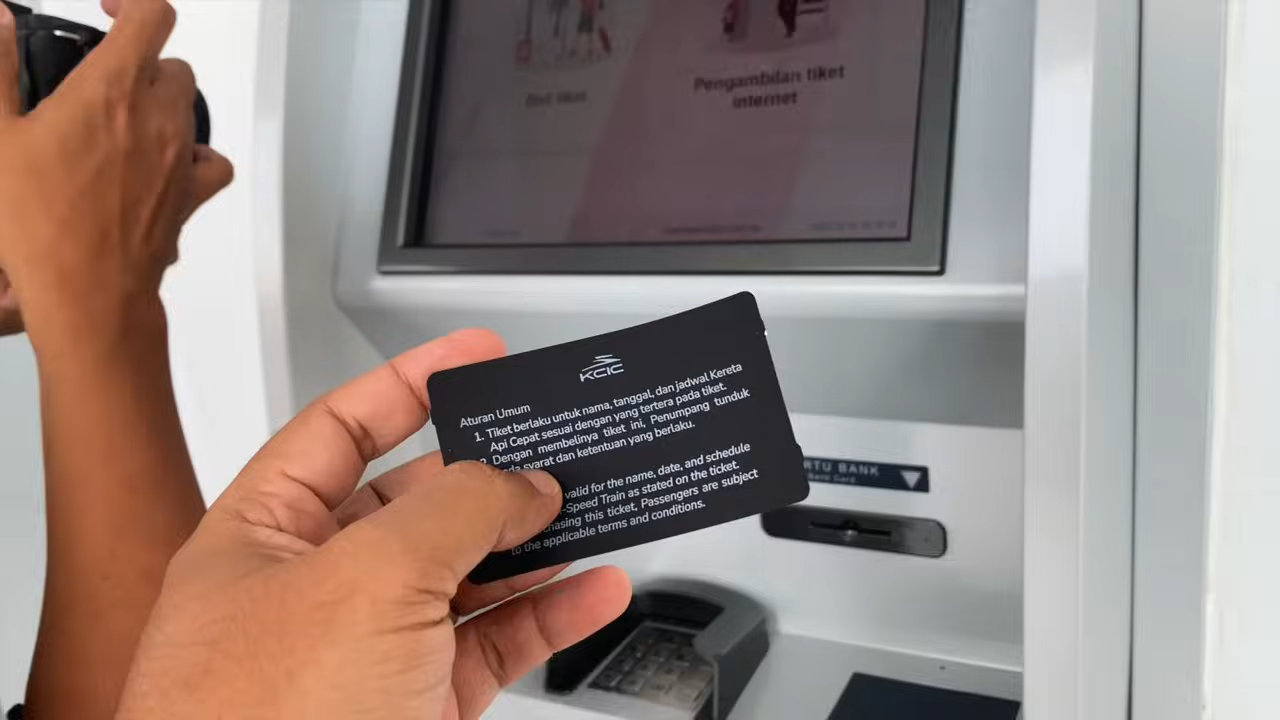 Pengambilan tiket
internet
KCIC
Aturan Umum
1. Tiket berlaku untuk nama, tanggal, dan jadwal Kereta
Api Cepat sesuai dengan yang tertera pada tiket.
2. Dengan membelinya tiket ini, Penumpang tunduk
syarat dan ketentuan yang berlaku.
valid for the name, date, and schedule
-Speed Train as stated on the ticket.
this ticket, Passengers are subject
to the applicable terms and conditions.
RTU BANK
Bank Card